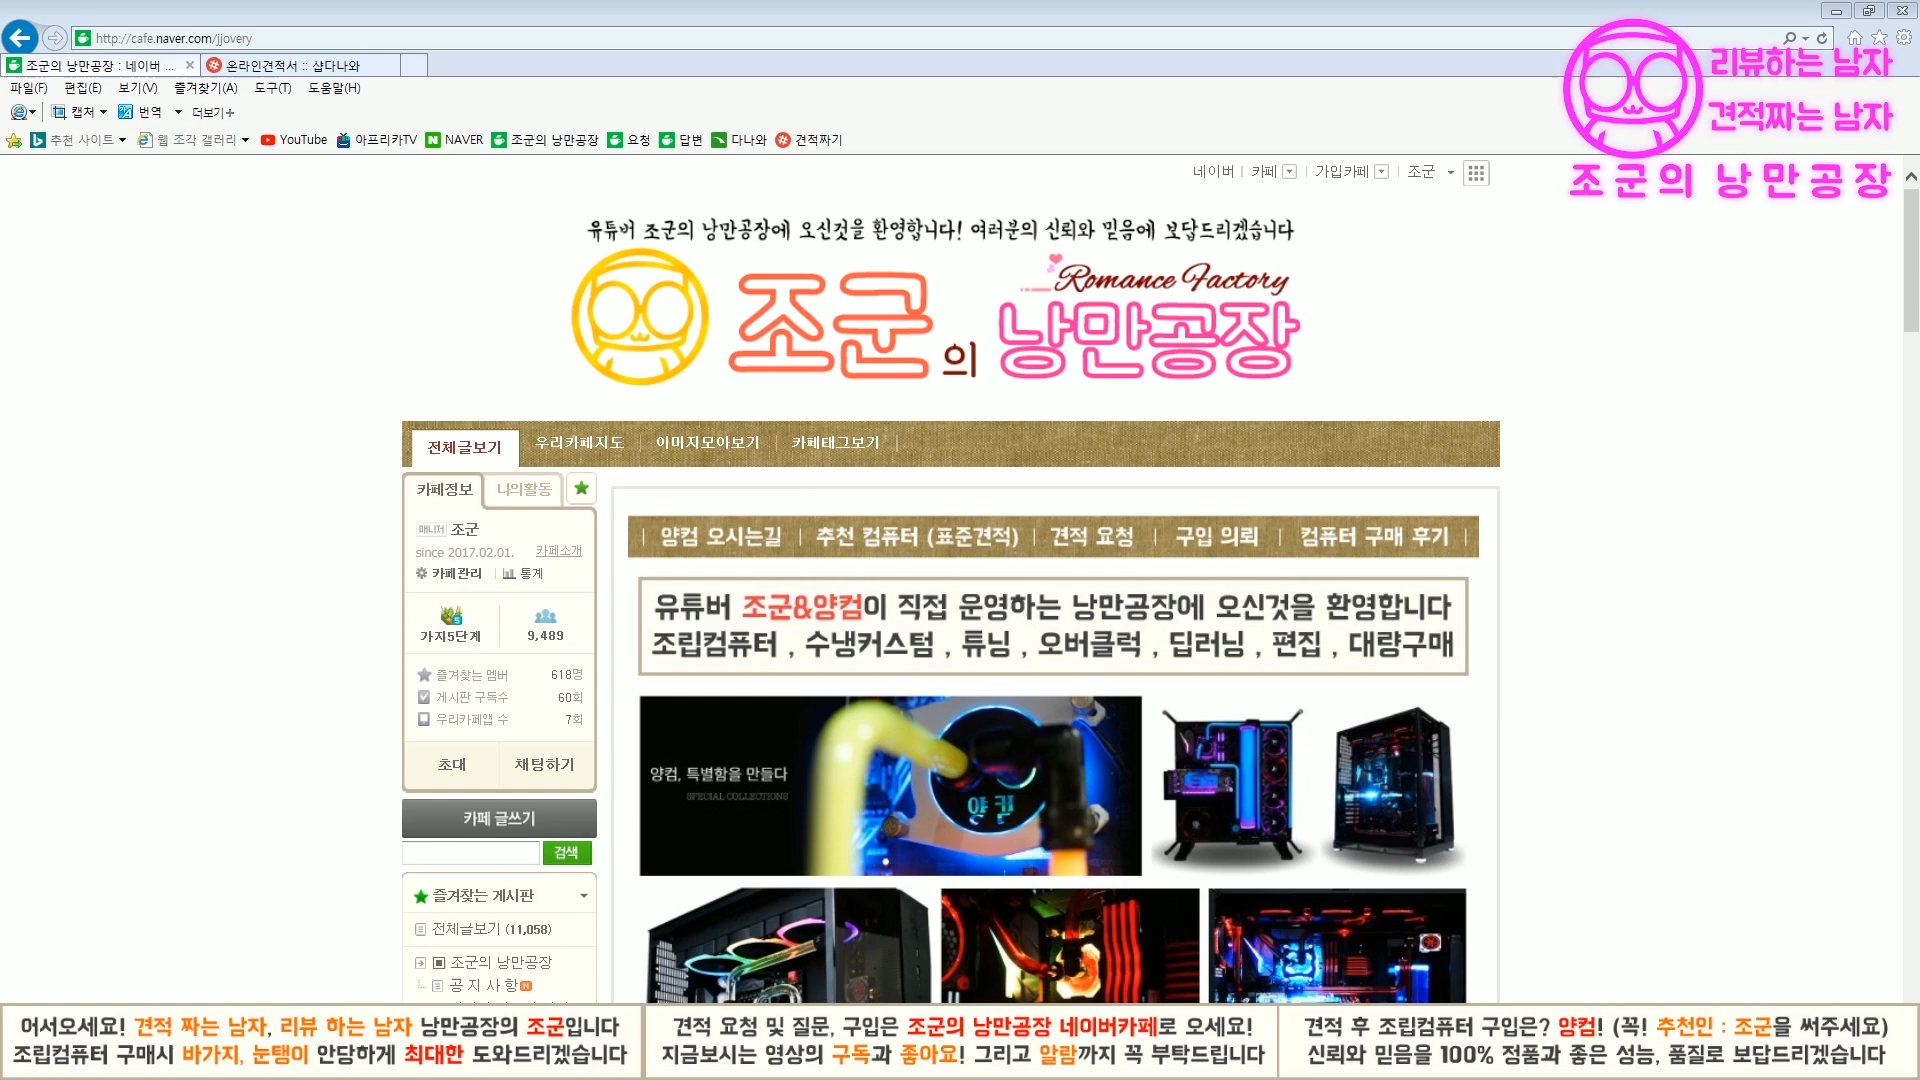 http://cafe.naver.com/jjovery
조군의 낭만공장 : 네이버 ...
온라인견적서 :: 샵다나와
파일(F) 편집(E) 보기(V) 즐겨찾기(A) 도구(T) 도움말(H)
캡처 번역 더보기+
추천 사이트 웹 조각 갤러리 YouTube 아프리카TV NAVER 조군의 낭만공장 요청 답변 다나와 견적짜기
리뷰하는 남자
견적짜는 남자
조군의 낭만공장
네이버 카페 가입카페 조군
유튜버 조군의 낭만공장에 오신것을 환영합니다! 여러분의 신뢰와 믿음에 보답드리겠습니다
Romance Factory
조군의 낭만공장
전체글보기 우리카페지도 이미지모아보기 카페태그보기
카페정보 나의활동
매니저 조군
since 2017.02.01. 카페소개
카페관리 통계
가지5단계 9,489
즐겨찾는 멤버 618명
게시판 구독수 60회
우리카페앱 수 7회
초대 채팅하기
카페 글쓰기
검색
즐겨찾는 게시판
전체글보기 (11,058)
조군의 낭만공장
공 지 사 항
양컴 오시는길 추천 컴퓨터 (표준견적) 견적 요청 구입 의뢰 컴퓨터 구매 후기
유튜버 조군&양컴이 직접 운영하는 낭만공장에 오신것을 환영합니다
조립컴퓨터 , 수냉커스텀 , 튜닝 , 오버클럭 , 딥러닝 , 편집 , 대량구매
양컴, 특별함을 만들다
SPECIAL COLLECTIONS
양컴
어서오세요! 견적 짜는 남자, 리뷰 하는 남자 낭만공장의 조군입니다
조립컴퓨터 구매시 바가지, 눈탱이 안당하게 최대한 도와드리겠습니다
견적 요청 및 질문, 구입은 조군의 낭만공장 네이버카페로 오세요!
지금보시는 영상의 구독과 좋아요! 그리고 알람까지 꼭 부탁드립니다
견적 후 조립컴퓨터 구입은? 양컴! (꼭! 추천인 : 조군을 써주세요)
신뢰와 믿음을 100% 정품과 좋은 성능, 품질로 보답드리겠습니다